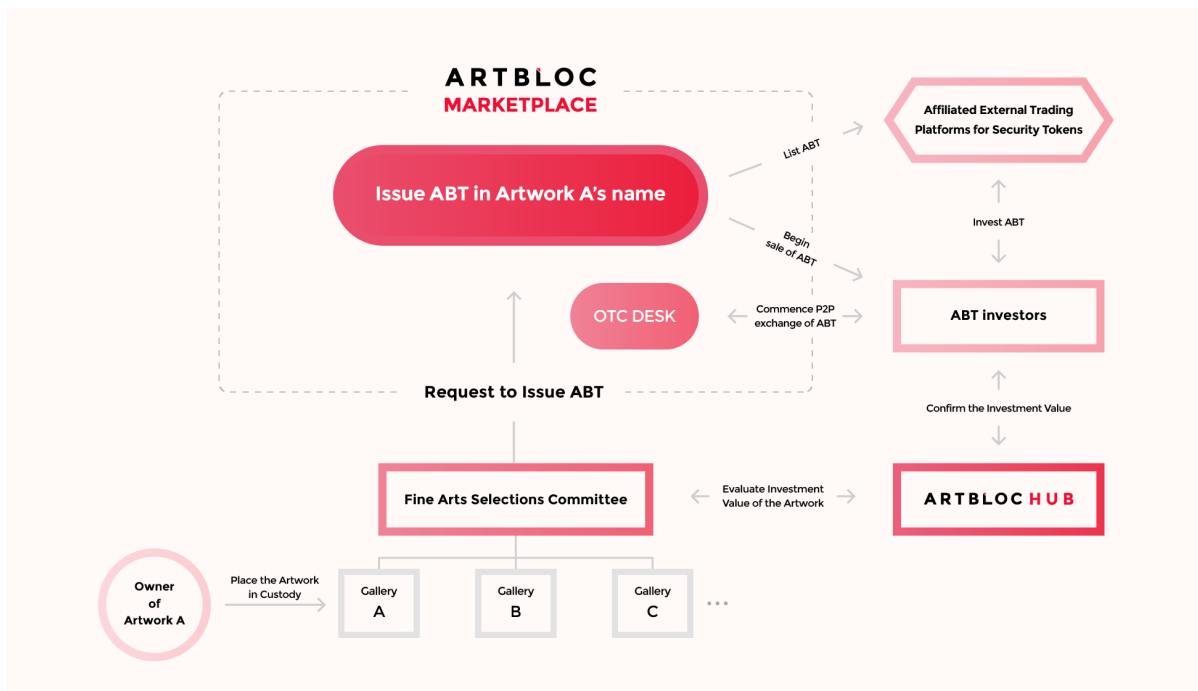 ARTBLOC
MARKETPLACE
Issue ABT in Artwork A’s name
List ABT
Affiliated External Trading
Platforms for Security Tokens
Begin
sale of ABT
Invest ABT
OTC DESK
Commence P2P
exchange of ABT
ABT investors
Request to Issue ABT
Confirm the Investment Value
Fine Arts Selections Committee
Evaluate Investment
Value of the Artwork
ARTBLOC HUB
Owner
of
Artwork A
Place the Artwork
in Custody
Gallery
A
Gallery
B
Gallery
C
...